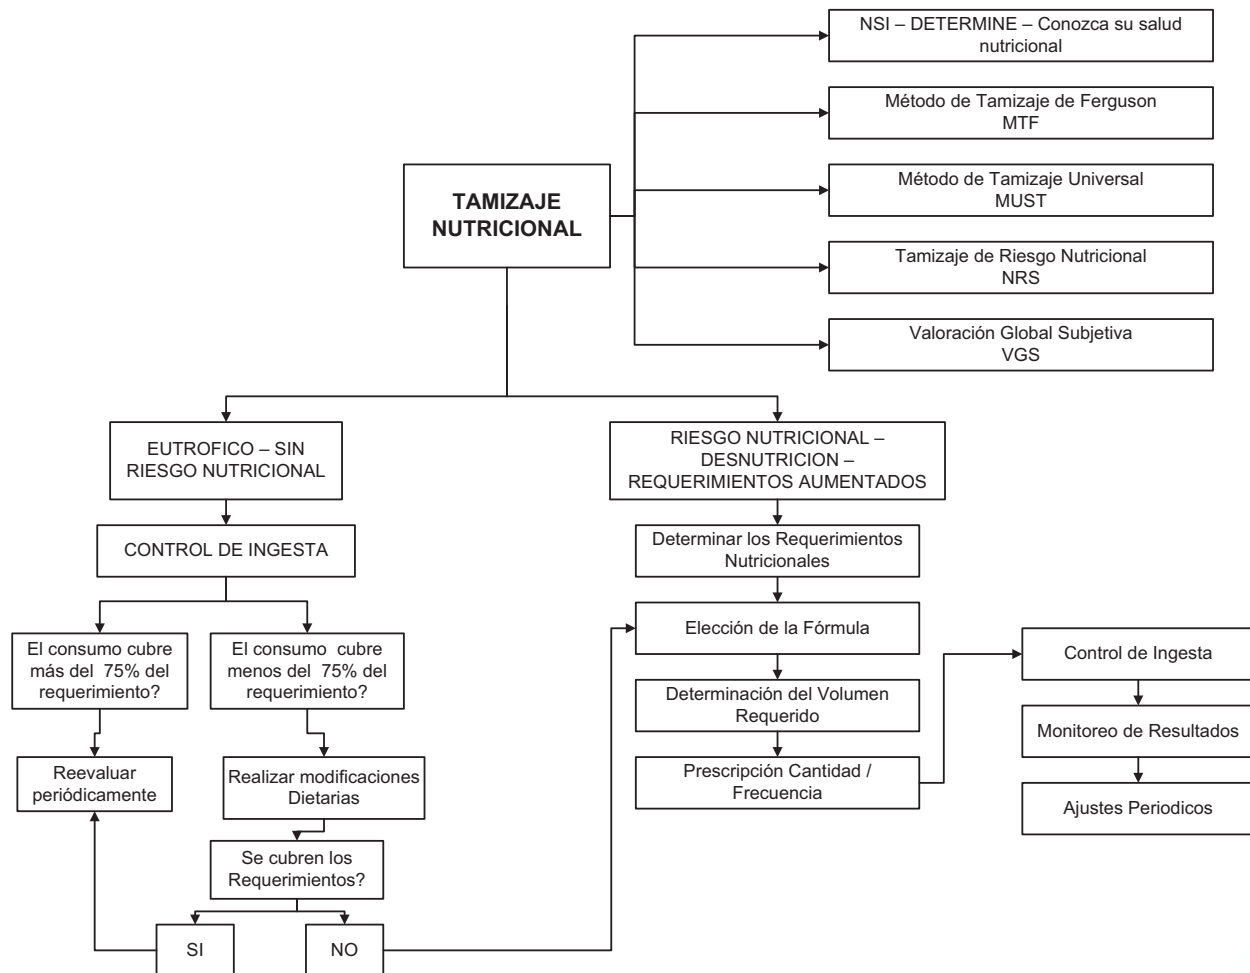 NSI – DETERMINE – Conozca su salud
nutricional
Método de Tamizaje de Ferguson
MTF
TAMIZAJE
NUTRICIONAL
Método de Tamizaje Universal
MUST
Tamizaje de Riesgo Nutricional
NRS
Valoración Global Subjetiva
VGS
EUTROFICO – SIN
RIESGO NUTRICIONAL
RIESGO NUTRICIONAL –
DESNUTRICION –
REQUERIMIENTOS AUMENTADOS
CONTROL DE INGESTA
Determinar los Requerimientos
Nutricionales
El consumo cubre
más del 75% del
requerimiento?
El consumo cubre
menos del 75% del
requerimiento?
Elección de la Fórmula
Control de Ingesta
Determinación del Volumen
Requerido
Monitoreo de Resultados
Reevaluar
periódicamente
Realizar modificaciones
Dietarias
Prescripción Cantidad /
Frecuencia
Ajustes Periodicos
Se cubren los
Requerimientos?
SI
NO